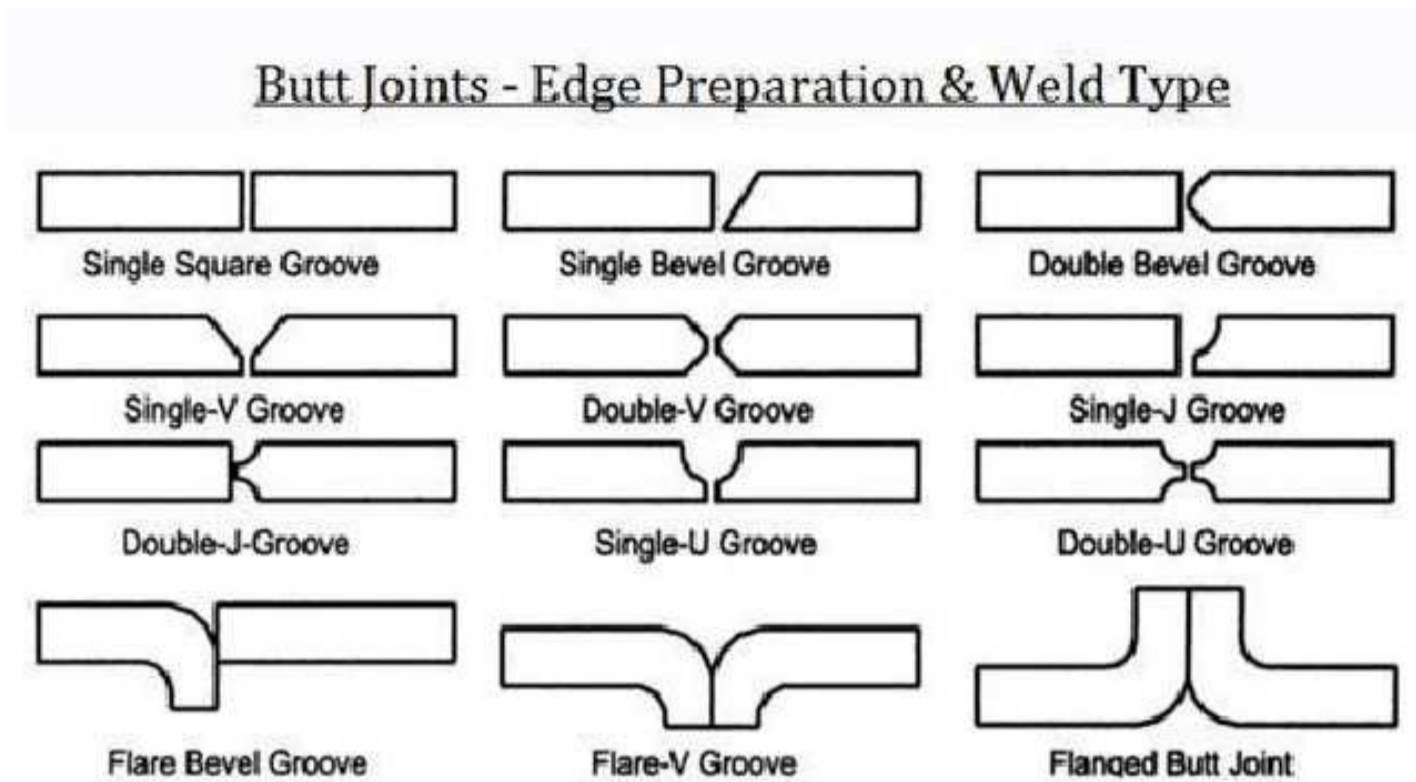 Butt Joints - Edge Preparation & Weld Type
Single Square Groove
Single Bevel Groove
Double Bevel Groove
Single-V Groove
Double-V Groove
Single-J Groove
Double-J-Groove
Single-U Groove
Double-U Groove
Flare Bevel Groove
Flare-V Groove
Flanged Butt Joint